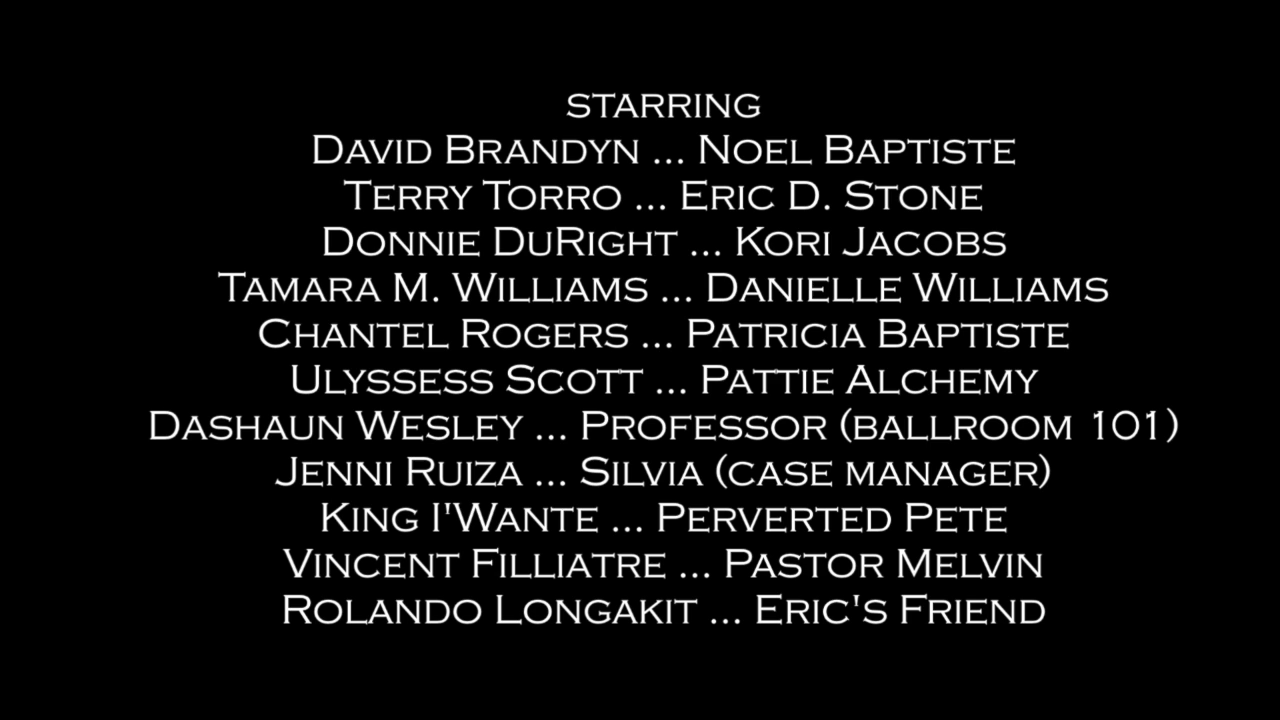 STARRING
DAVID BRANDYN ... NOEL BAPTISTE
TERRY TORRO ... ERIC D. STONE
DONNIE DURIGHT ... KORI JACOBS
TAMARA M. WILLIAMS ... DANIELLE WILLIAMS
CHANTEL ROGERS ... PATRICIA BAPTISTE
ULYSSESS SCOTT ... PATTIE ALCHEMY
DASHAUN WESLEY ... PROFESSOR (BALLROOM 101)
JENNI RUIZA ... SILVIA (CASE MANAGER)
KING I'WANTE ... PERVERTED PETE
VINCENT FILLIATRE ... PASTOR MELVIN
ROLANDO LONGAKIT ... ERIC'S FRIEND